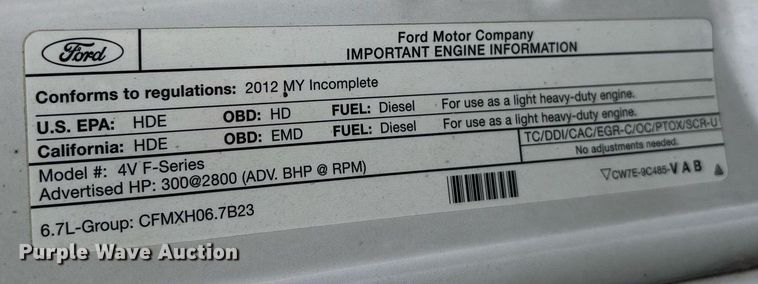 Ford
Ford Motor Company
IMPORTANT ENGINE INFORMATION
Conforms to regulations: 2012 MY Incomplete
U.S. EPA: HDE OBD: HD FUEL: Diesel For use as a light heavy-duty engine.
California: HDE OBD: EMD FUEL: Diesel For use as a light heavy-duty engine.
Model #: 4V F-Series TC/DDI/CAC/EGR-C/OC/PTOX/SCR-U
Advertised HP: 300@2800 (ADV. BHP @ RPM) No adjustments needed.
▽CW7E-9C485-VAB
6.7L-Group: CFMXH06.7B23
Purple Wave Auction